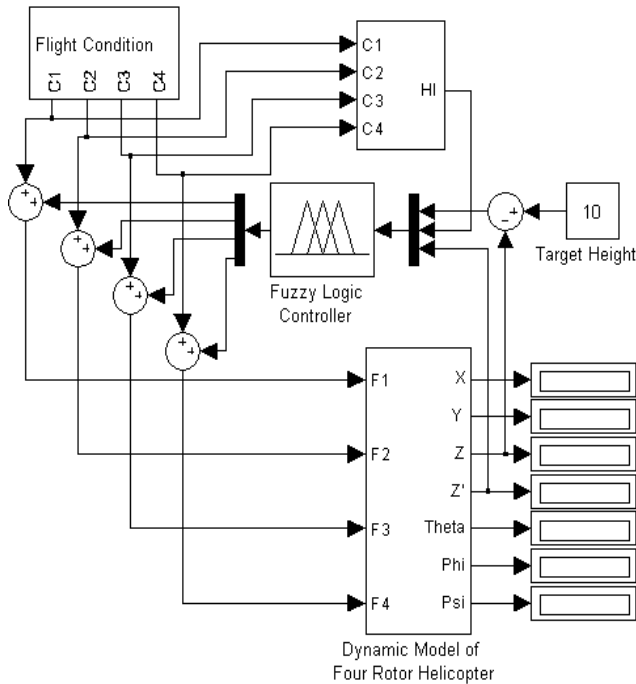 Flight Condition
C1
C2
C3
C4
C1
C2
C3
C4
HI
+
+
+
+
+
+
+
+
Fuzzy Logic
Controller
−
+
10
Target Height
F1
F2
F3
F4
X
Y
Z
Z'
Theta
Phi
Psi
Dynamic Model of
Four Rotor Helicopter